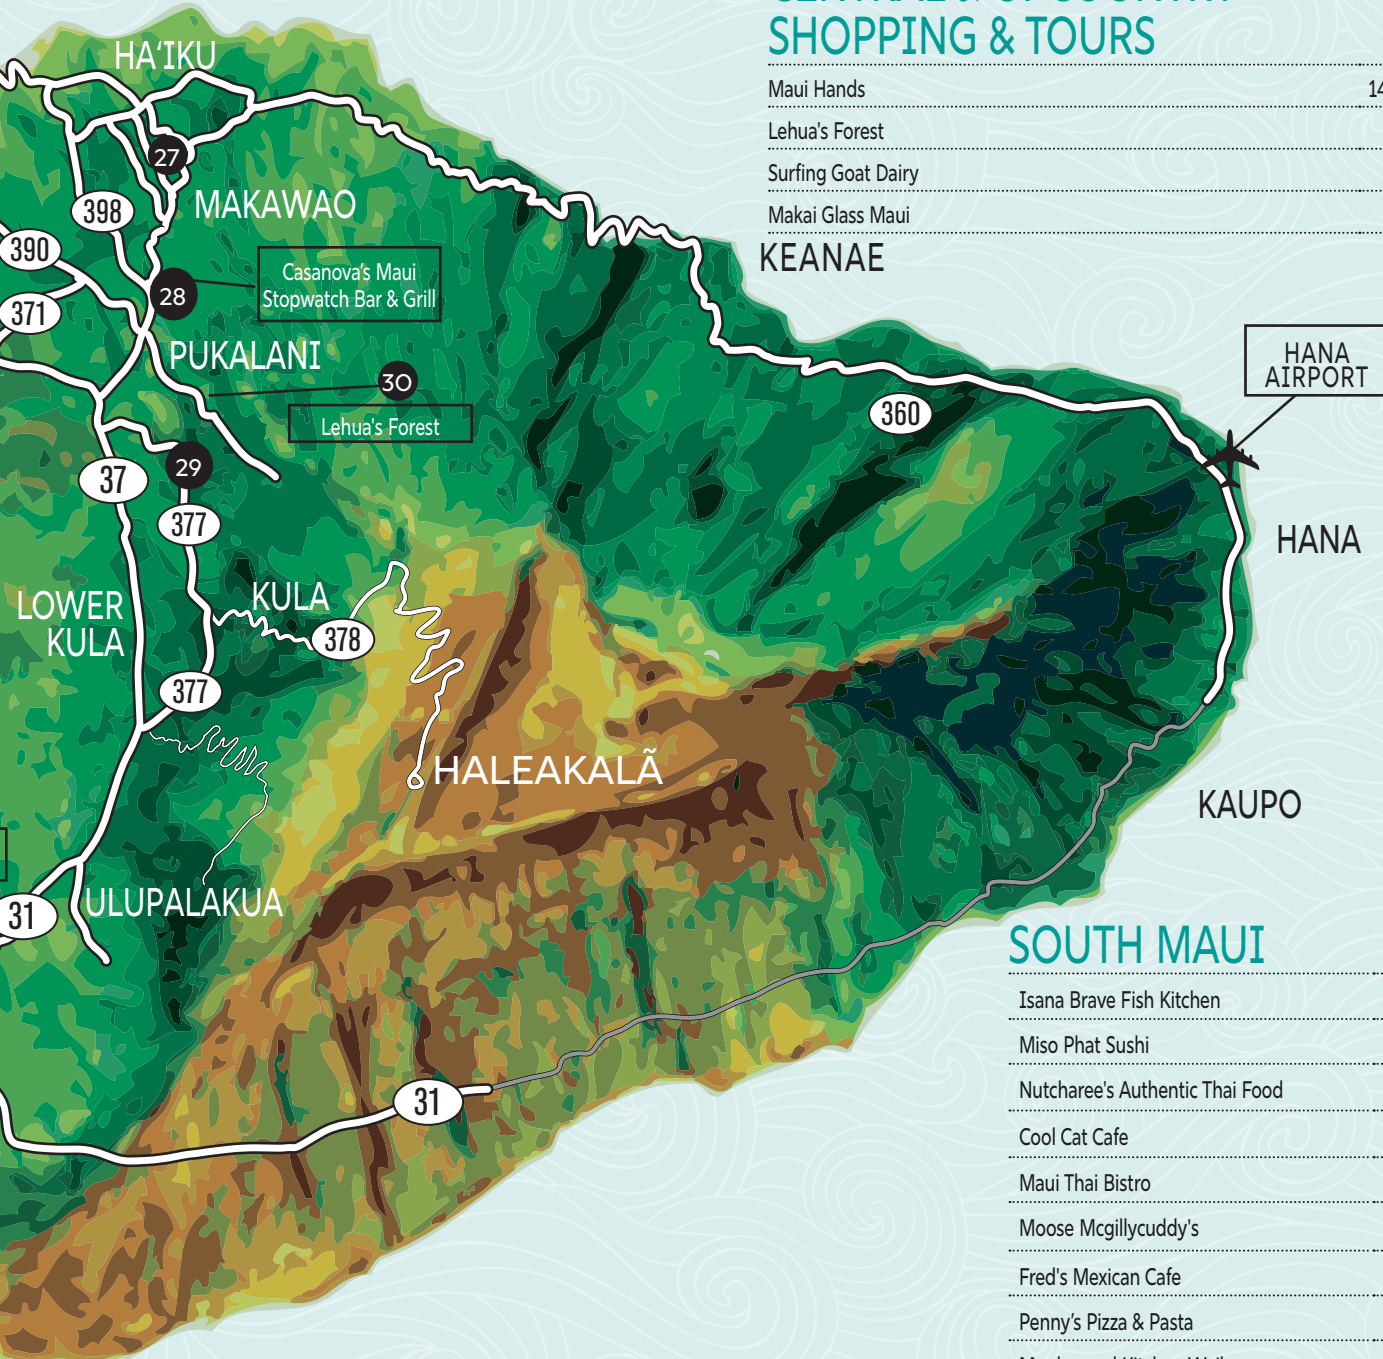 SHOPPING & TOURS
Maui Hands
14
Lehua's Forest
Surfing Goat Dairy
Makai Glass Maui
HA‘IKU
27
398
MAKAWAO
390
371
Casanova's Maui
Stopwatch Bar & Grill
28
PUKALANI
30
Lehua's Forest
29
37
377
KEANAE
360
HANA
AIRPORT
HANA
LOWER
KULA
KULA
378
377
HALEAKALÃ
KAUPO
ULUPALAKUA
31
31
SOUTH MAUI
Isana Brave Fish Kitchen
Miso Phat Sushi
Nutcharee's Authentic Thai Food
Cool Cat Cafe
Maui Thai Bistro
Moose Mcgillycuddy's
Fred's Mexican Cafe
Penny's Pizza & Pasta